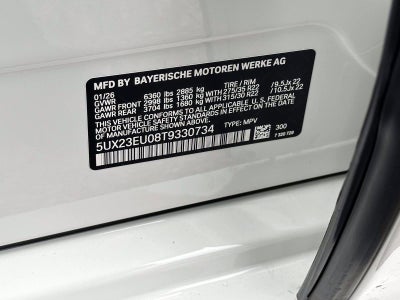 MFD BY BAYERISCHE MOTOREN WERKE AG
01/26 6360 lbs 2885 kg TIRE / RIM
GVWR
GAWR FRONT 2998 lbs 1360 kg 275/35 R22 /9.5Jx 22
GAWR REAR 3704 lbs 1680 kg 315/30 R22 /10.5Jx 22
THIS VEHICLE CONFORMS TO ALL APPLICABLE FEDERAL
MOTOR VEHICLE SAFETY STANDARDS IN EFFECT ON THE DATE
OF MANUFACTURE SHOWN ABOVE.
5UX23EU08T9330734 TYPE: MPV
300